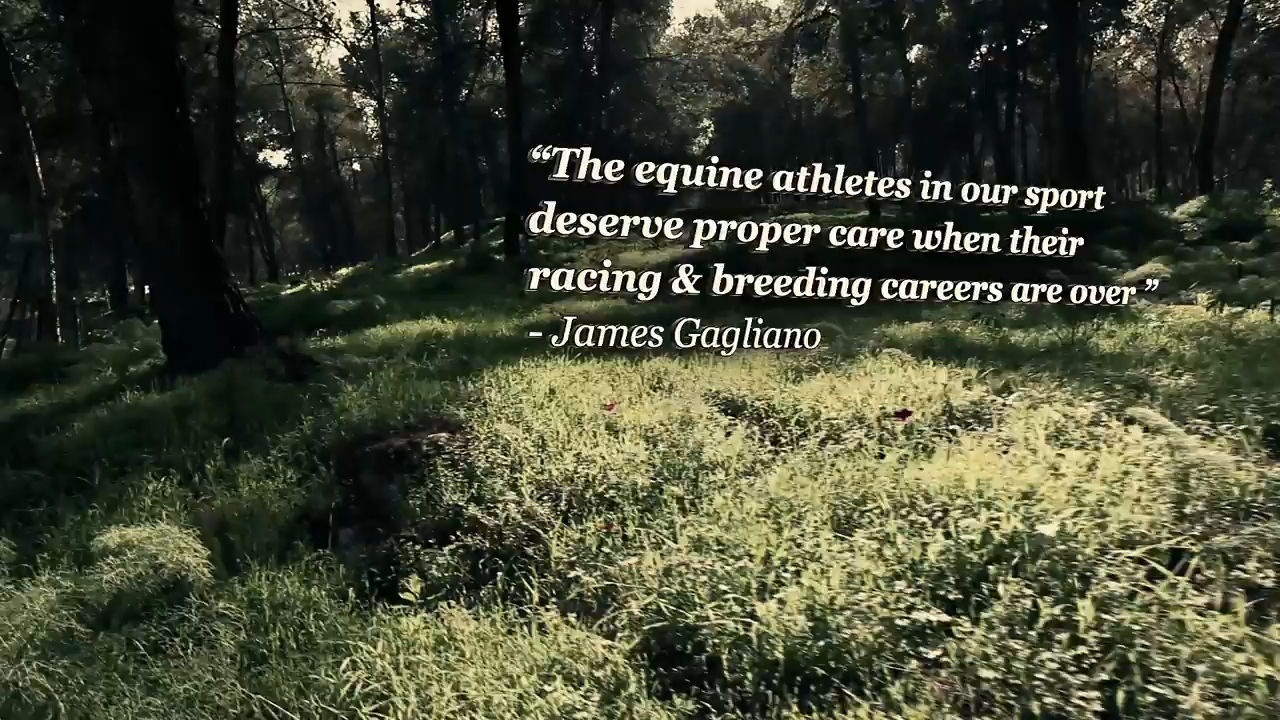 “The equine athletes in our sport
deserve proper care when their
racing & breeding careers are over ”
- James Gagliano